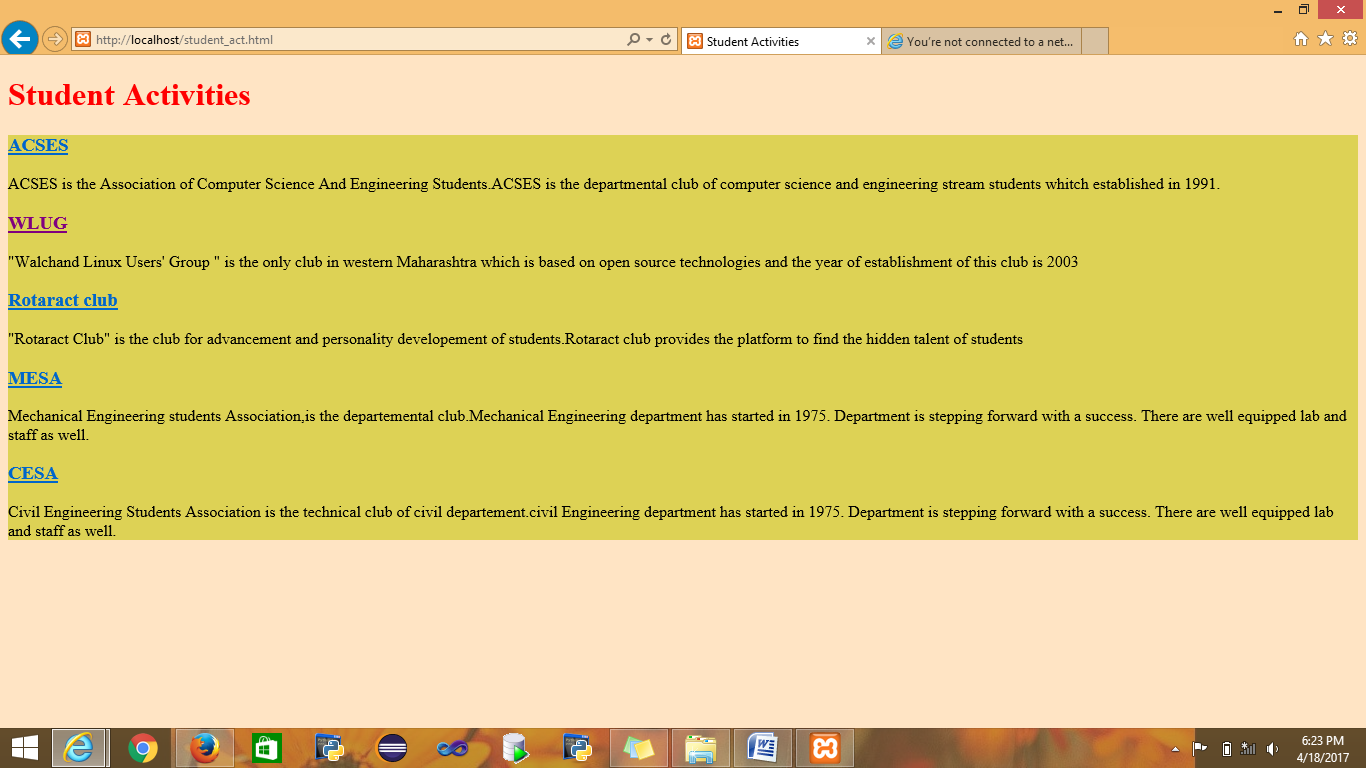 http://localhost/student_act.html
Student Activities
You're not connected to a net...
Student Activities
ACSES
ACSES is the Association of Computer Science And Engineering Students.ACSES is the departmental club of computer science and engineering stream students whitch established in 1991.
WLUG
"Walchand Linux Users' Group " is the only club in western Maharashtra which is based on open source technologies and the year of establishment of this club is 2003
Rotaract club
"Rotaract Club" is the club for advancement and personality developement of students.Rotaract club provides the platform to find the hidden talent of students
MESA
Mechanical Engineering students Association,is the departemental club.Mechanical Engineering department has started in 1975. Department is stepping forward with a success. There are well equipped lab and
staff as well.
CESA
Civil Engineering Students Association is the technical club of civil departement.civil Engineering department has started in 1975. Department is stepping forward with a success. There are well equipped lab
and staff as well.
6:23 PM
4/18/2017